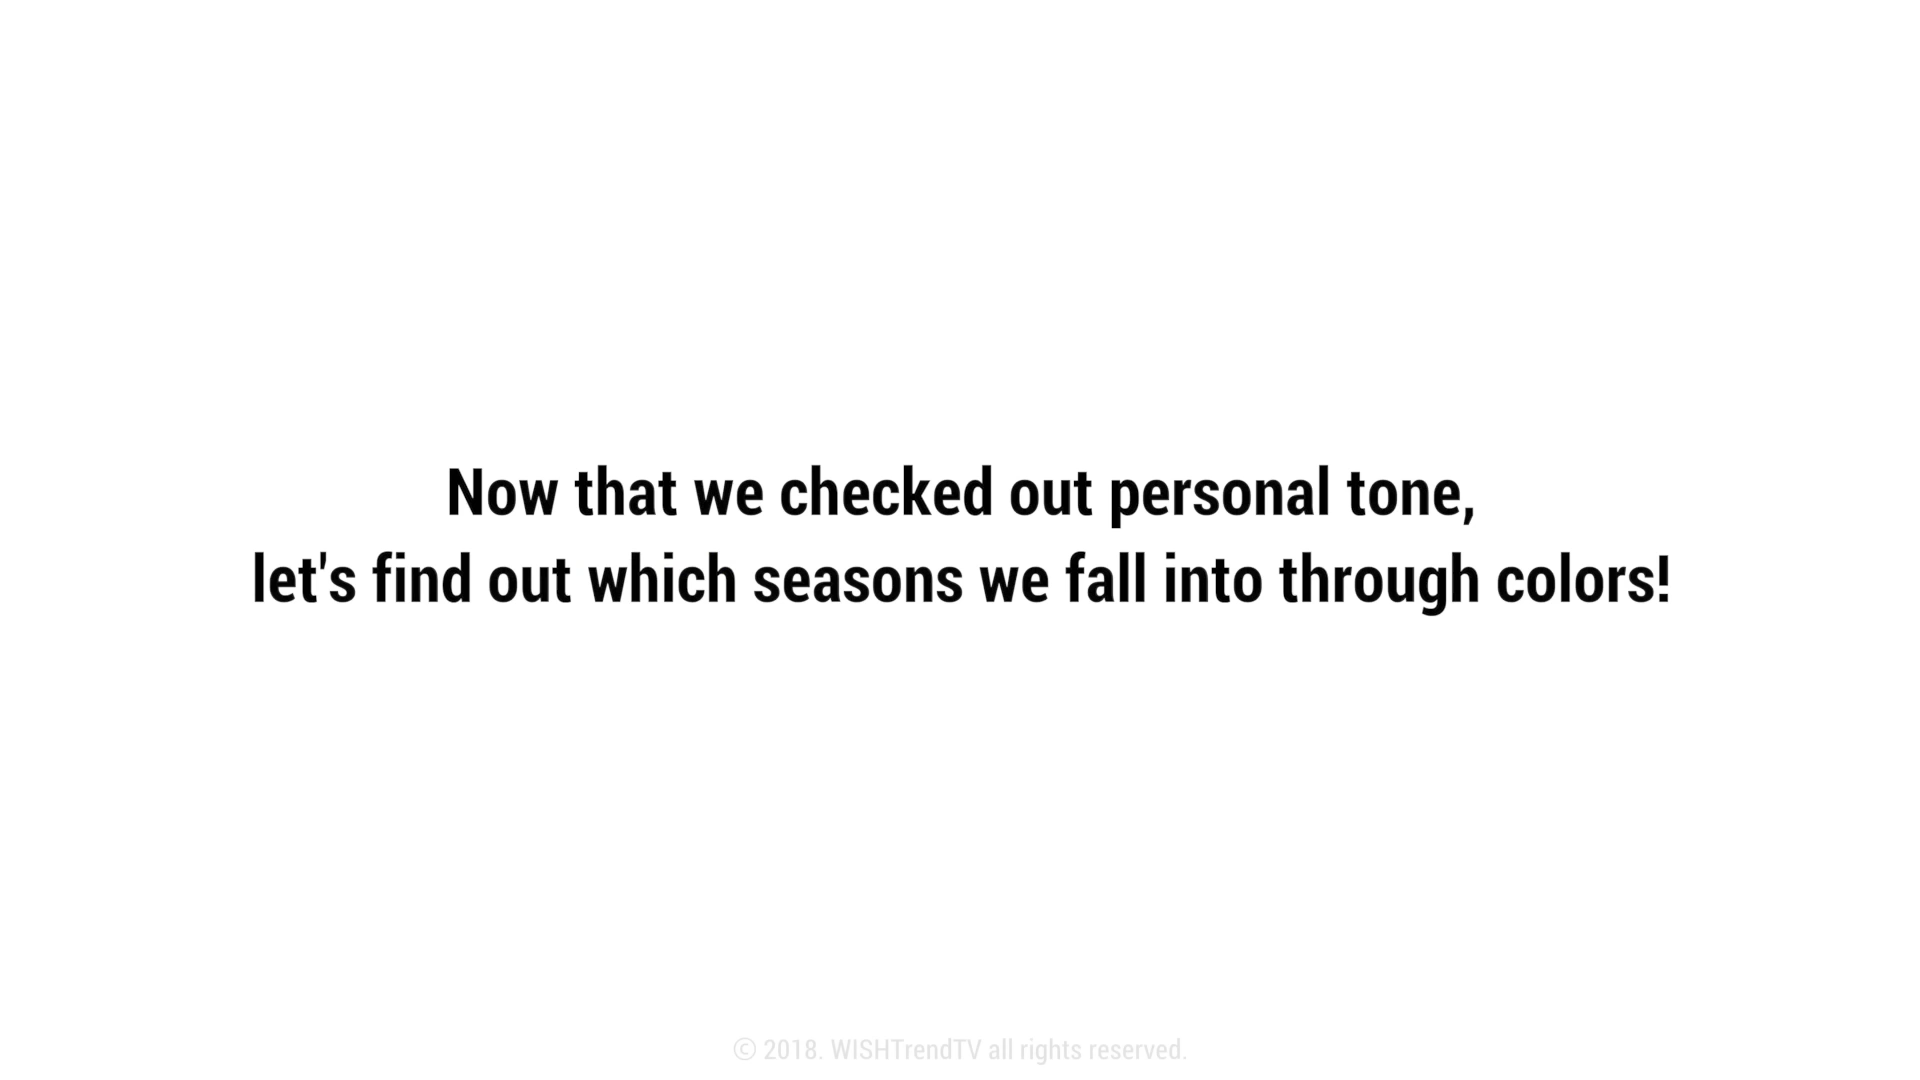 Now that we checked out personal tone,
let's find out which seasons we fall into through colors!
© 2018. WISHTrendTV all rights reserved.